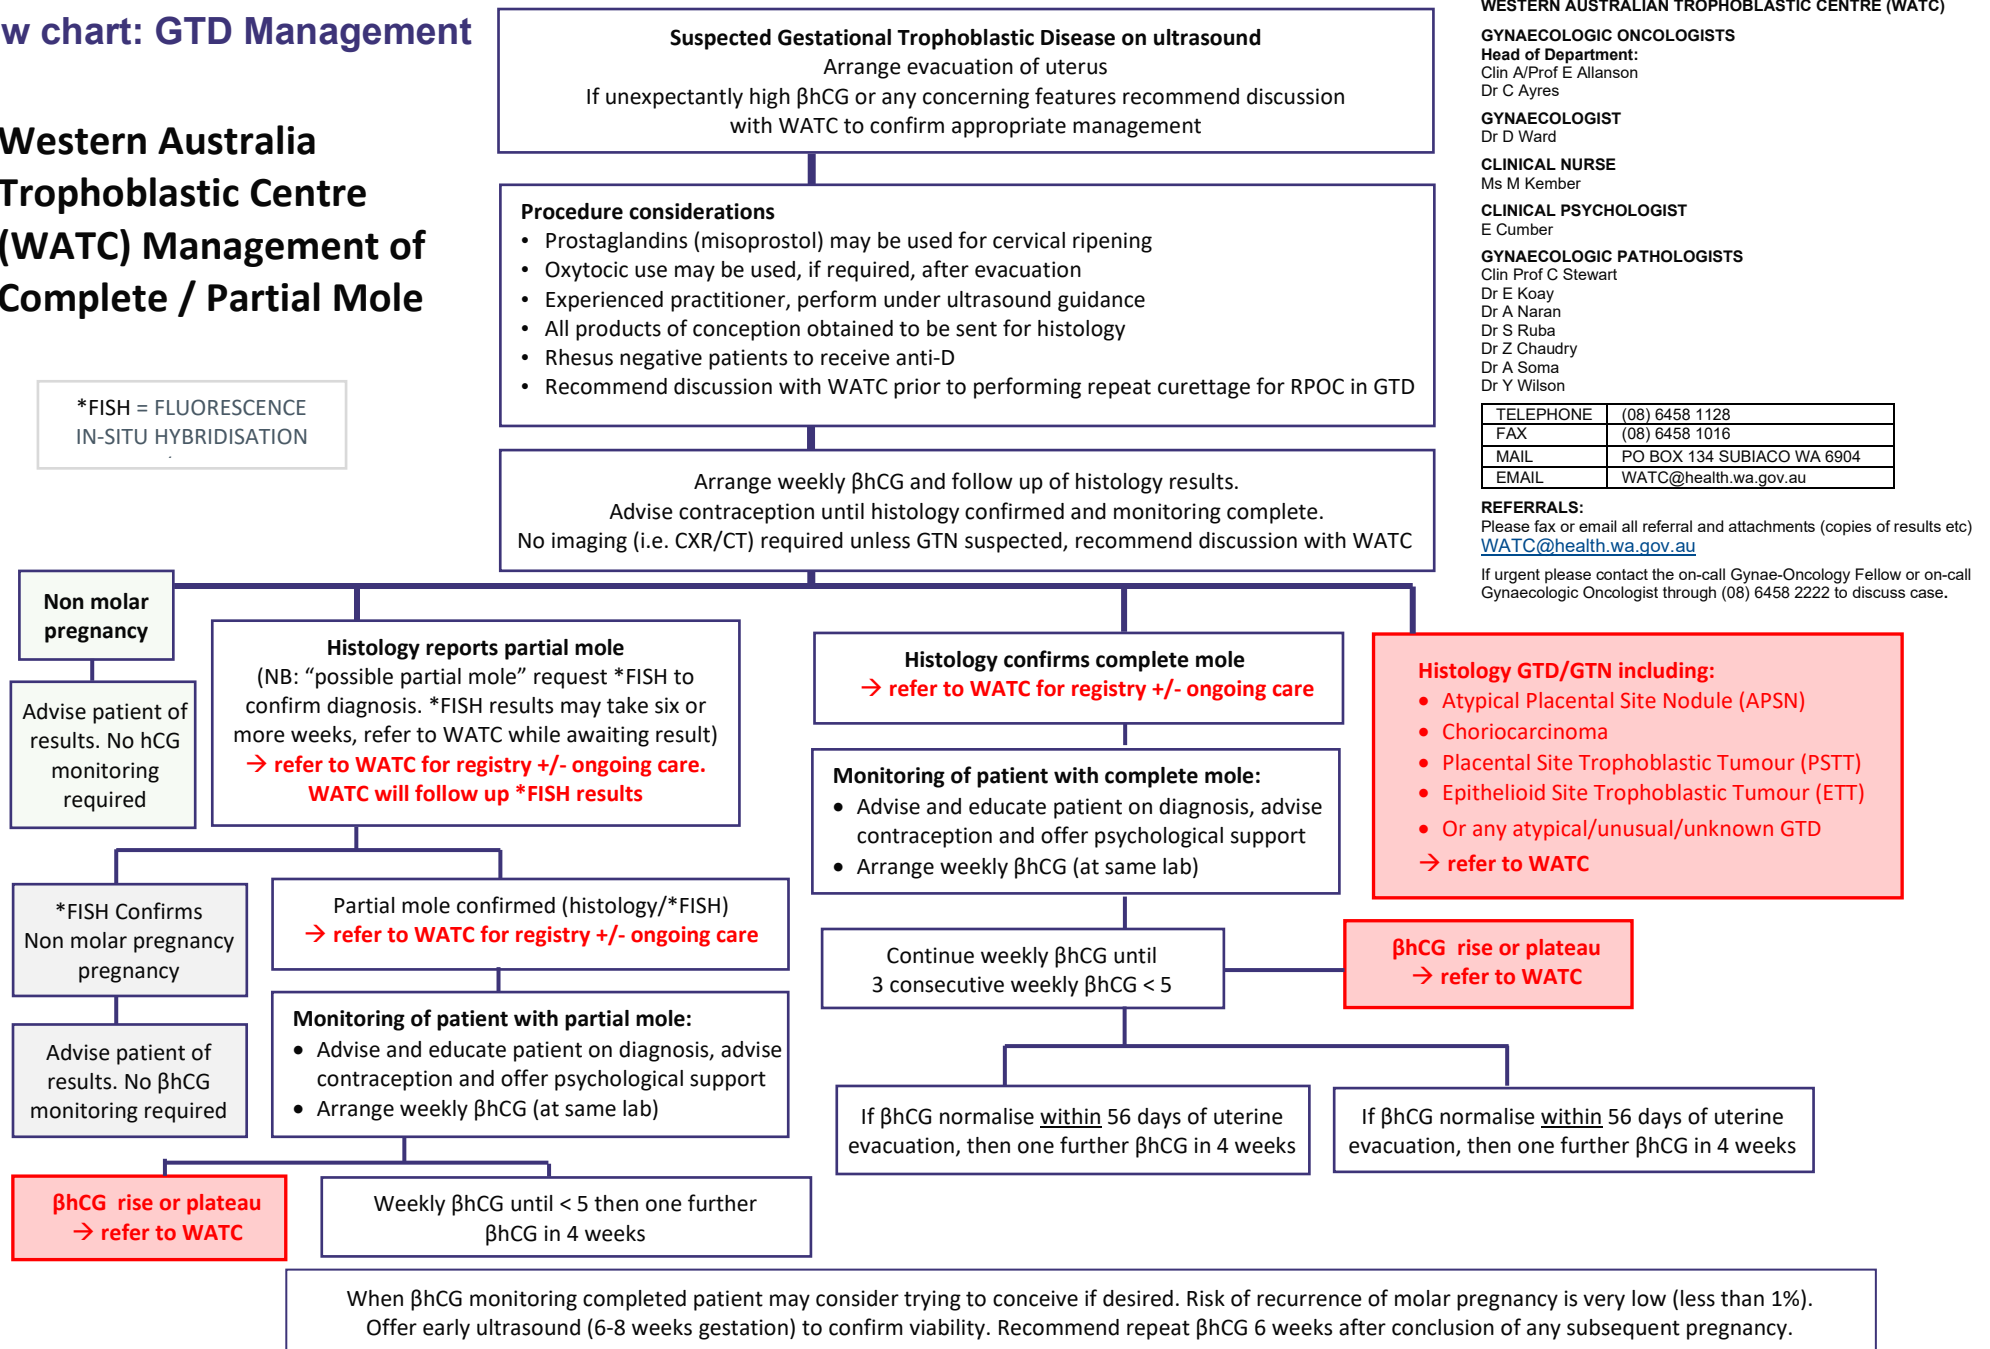 w chart: GTD Management
Western Australia
Trophoblastic Centre
(WATC) Management of
Complete / Partial Mole
*FISH = FLUORESCENCE
IN-SITU HYBRIDISATION
Suspected Gestational Trophoblastic Disease on ultrasound
Arrange evacuation of uterus
If unexpectantly high βhCG or any concerning features recommend discussion
with WATC to confirm appropriate management
Procedure considerations
• Prostaglandins (misoprostol) may be used for cervical ripening
• Oxytocic use may be used, if required, after evacuation
• Experienced practitioner, perform under ultrasound guidance
• All products of conception obtained to be sent for histology
• Rhesus negative patients to receive anti-D
• Recommend discussion with WATC prior to performing repeat curettage for RPOC in GTD
Arrange weekly βhCG and follow up of histology results.
Advise contraception until histology confirmed and monitoring complete.
No imaging (i.e. CXR/CT) required unless GTN suspected, recommend discussion with WATC
WESTERN AUSTRALIAN TROPHOBLASTIC CENTRE (WATC)
GYNAECOLOGIC ONCOLOGISTS
Head of Department:
Clin A/Prof E Allanson
Dr C Ayres
GYNAECOLOGIST
Dr D Ward
CLINICAL NURSE
Ms M Kember
CLINICAL PSYCHOLOGIST
E Cumber
GYNAECOLOGIC PATHOLOGISTS
Clin Prof C Stewart
Dr E Koay
Dr A Naran
Dr S Ruba
Dr Z Chaudry
Dr A Soma
Dr Y Wilson
TELEPHONE (08) 6458 1128
FAX (08) 6458 1016
MAIL PO BOX 134 SUBIACO WA 6904
EMAIL WATC@health.wa.gov.au
REFERRALS:
Please fax or email all referral and attachments (copies of results etc)
WATC@health.wa.gov.au
If urgent please contact the on-call Gynae-Oncology Fellow or on-call
Gynaecologic Oncologist through (08) 6458 2222 to discuss case.
Non molar
pregnancy
Advise patient of
results. No hCG
monitoring
required
Histology reports partial mole
(NB: “possible partial mole” request *FISH to
confirm diagnosis. *FISH results may take six or
more weeks, refer to WATC while awaiting result)
→ refer to WATC for registry +/- ongoing care.
WATC will follow up *FISH results
*FISH Confirms
Non molar pregnancy
pregnancy
Advise patient of
results. No βhCG
monitoring required
Partial mole confirmed (histology/*FISH)
→ refer to WATC for registry +/- ongoing care
Monitoring of patient with partial mole:
• Advise and educate patient on diagnosis, advise
contraception and offer psychological support
• Arrange weekly βhCG (at same lab)
βhCG rise or plateau
→ refer to WATC
Weekly βhCG until < 5 then one further
βhCG in 4 weeks
Histology confirms complete mole
→ refer to WATC for registry +/- ongoing care
Monitoring of patient with complete mole:
• Advise and educate patient on diagnosis, advise
contraception and offer psychological support
• Arrange weekly βhCG (at same lab)
Continue weekly βhCG until
3 consecutive weekly βhCG < 5
βhCG rise or plateau
→ refer to WATC
If βhCG normalise within 56 days of uterine
evacuation, then one further βhCG in 4 weeks
If βhCG normalise within 56 days of uterine
evacuation, then one further βhCG in 4 weeks
Histology GTD/GTN including:
• Atypical Placental Site Nodule (APSN)
• Choriocarcinoma
• Placental Site Trophoblastic Tumour (PSTT)
• Epithelioid Site Trophoblastic Tumour (ETT)
• Or any atypical/unusual/unknown GTD
→ refer to WATC
When βhCG monitoring completed patient may consider trying to conceive if desired. Risk of recurrence of molar pregnancy is very low (less than 1%).
Offer early ultrasound (6-8 weeks gestation) to confirm viability. Recommend repeat βhCG 6 weeks after conclusion of any subsequent pregnancy.